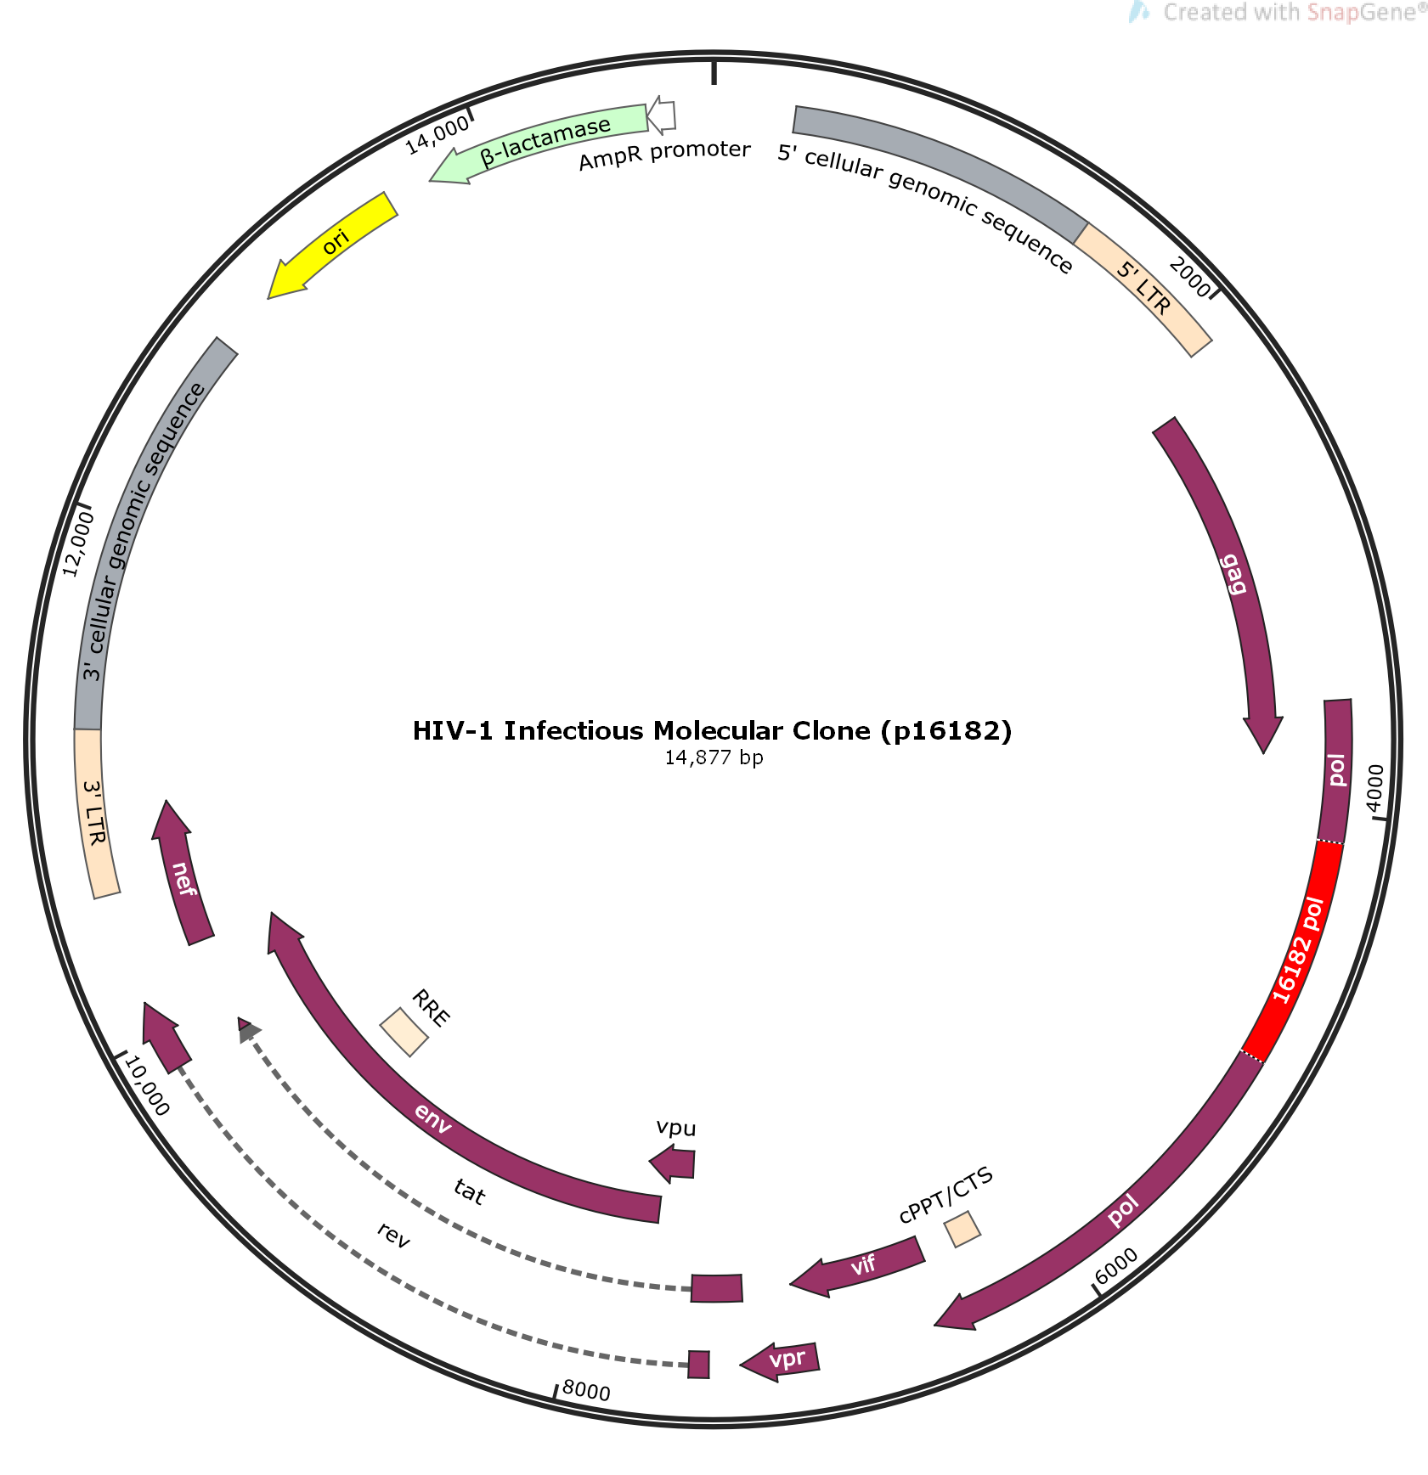 Created with SnapGene®
14,000
β-lactamase
AmpR promoter
5' cellular genomic sequence
5' LTR
2000
ori
3' cellular genomic sequence
12,000
gag
HIV-1 Infectious Molecular Clone (p16182)
14,877 bp
pol
4000
3' LTR
nef
16182 pol
RRE
10,000
env
vpu
tat
rev
cPPT/CTS
pol
vif
6000
vpr
8000